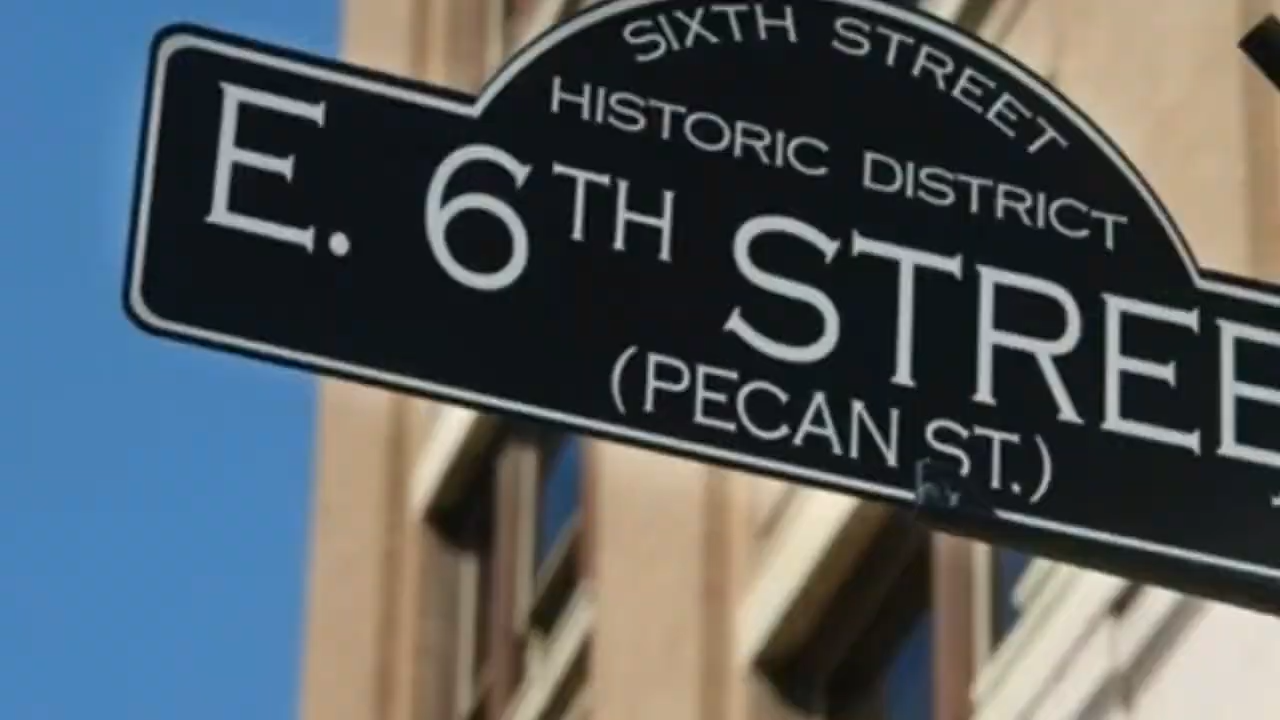 SIXTH STREET
HISTORIC DISTRICT
E. 6TH STREE
(PECAN ST.)